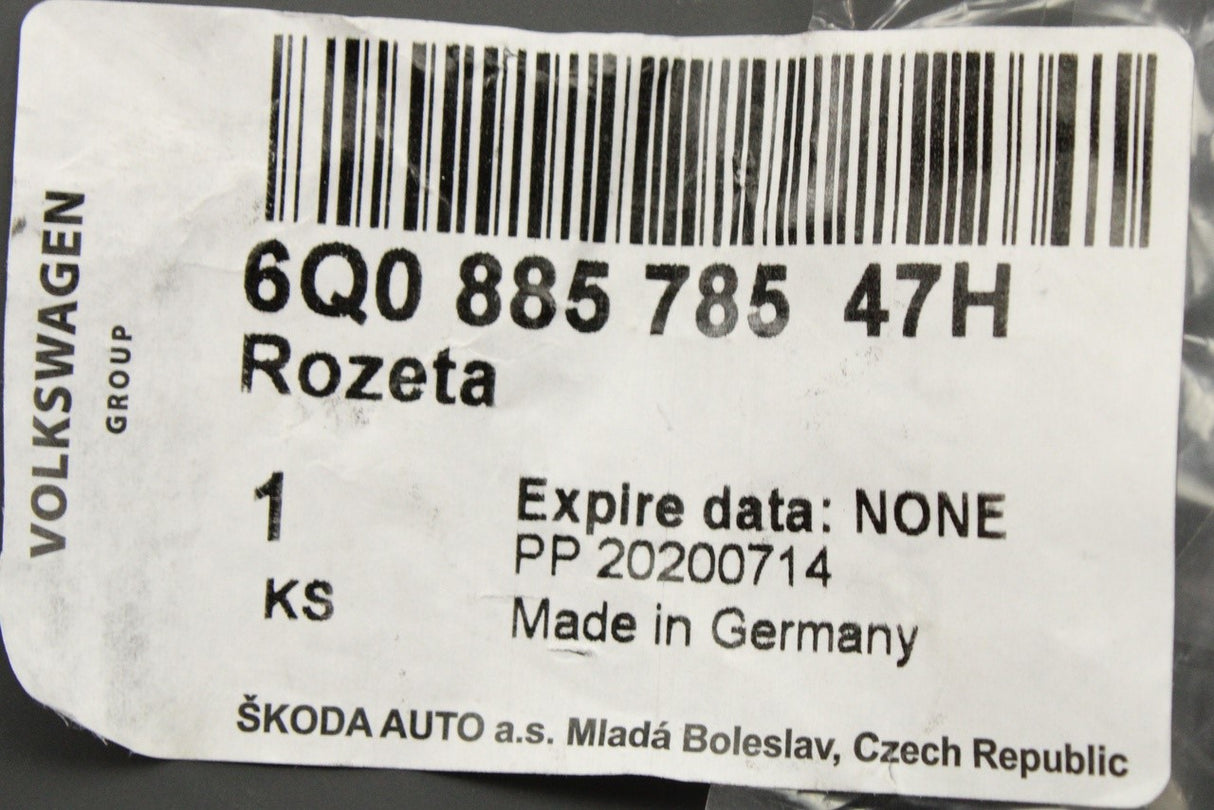 VOLKSWAGEN
GROUP
6Q0 885 785 47H
Rozeta
1
KS
Expire data: NONE
PP 20200714
Made in Germany
ŠKODA AUTO a.s. Mladá Boleslav, Czech Republic